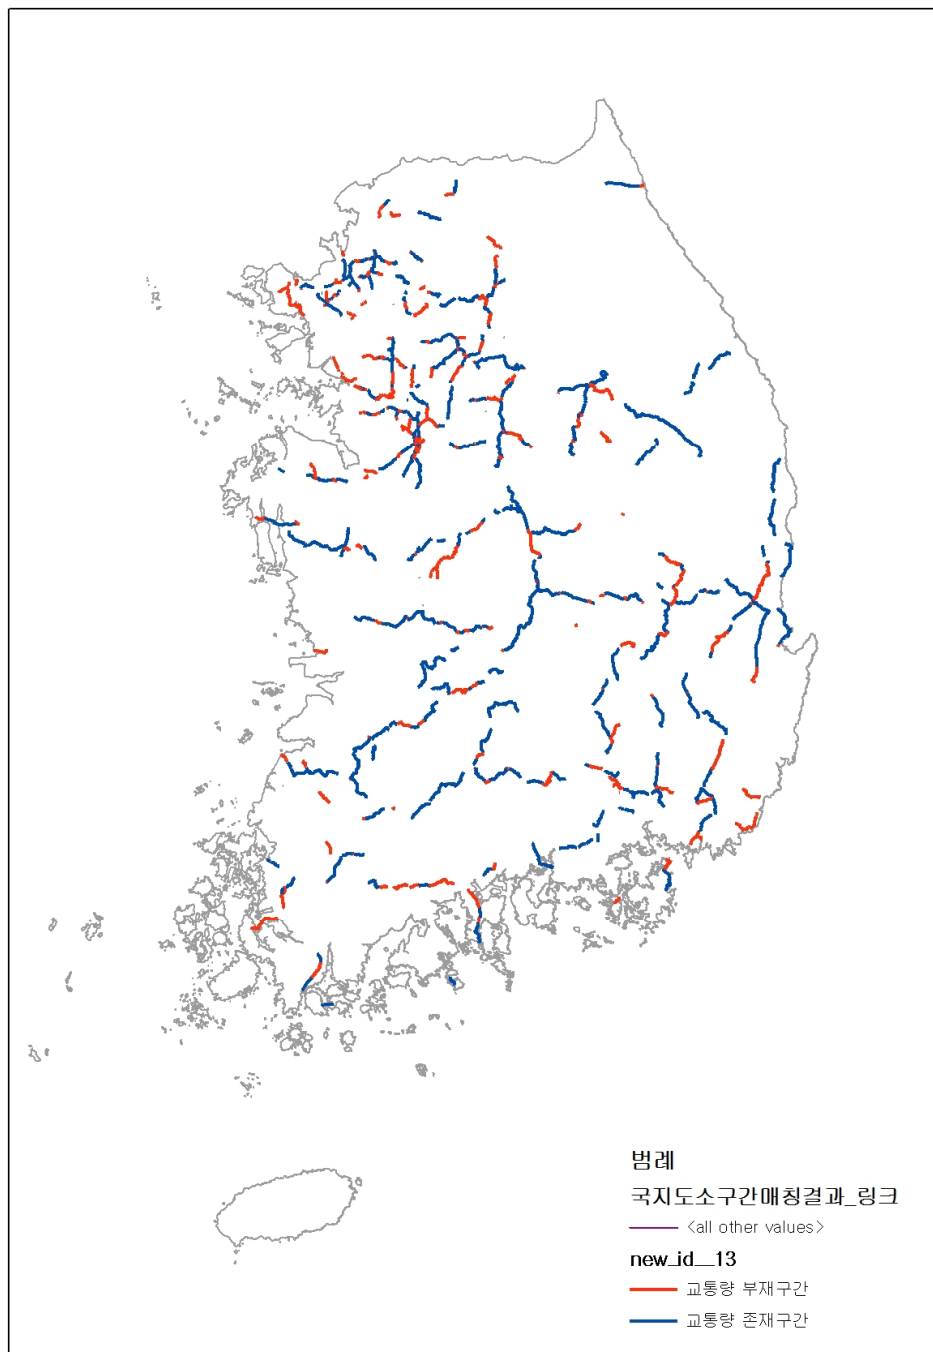 범례
국지도소구간매칭결과_링크
<all other values>
new_id__13
교통량 부재구간
교통량 존재구간